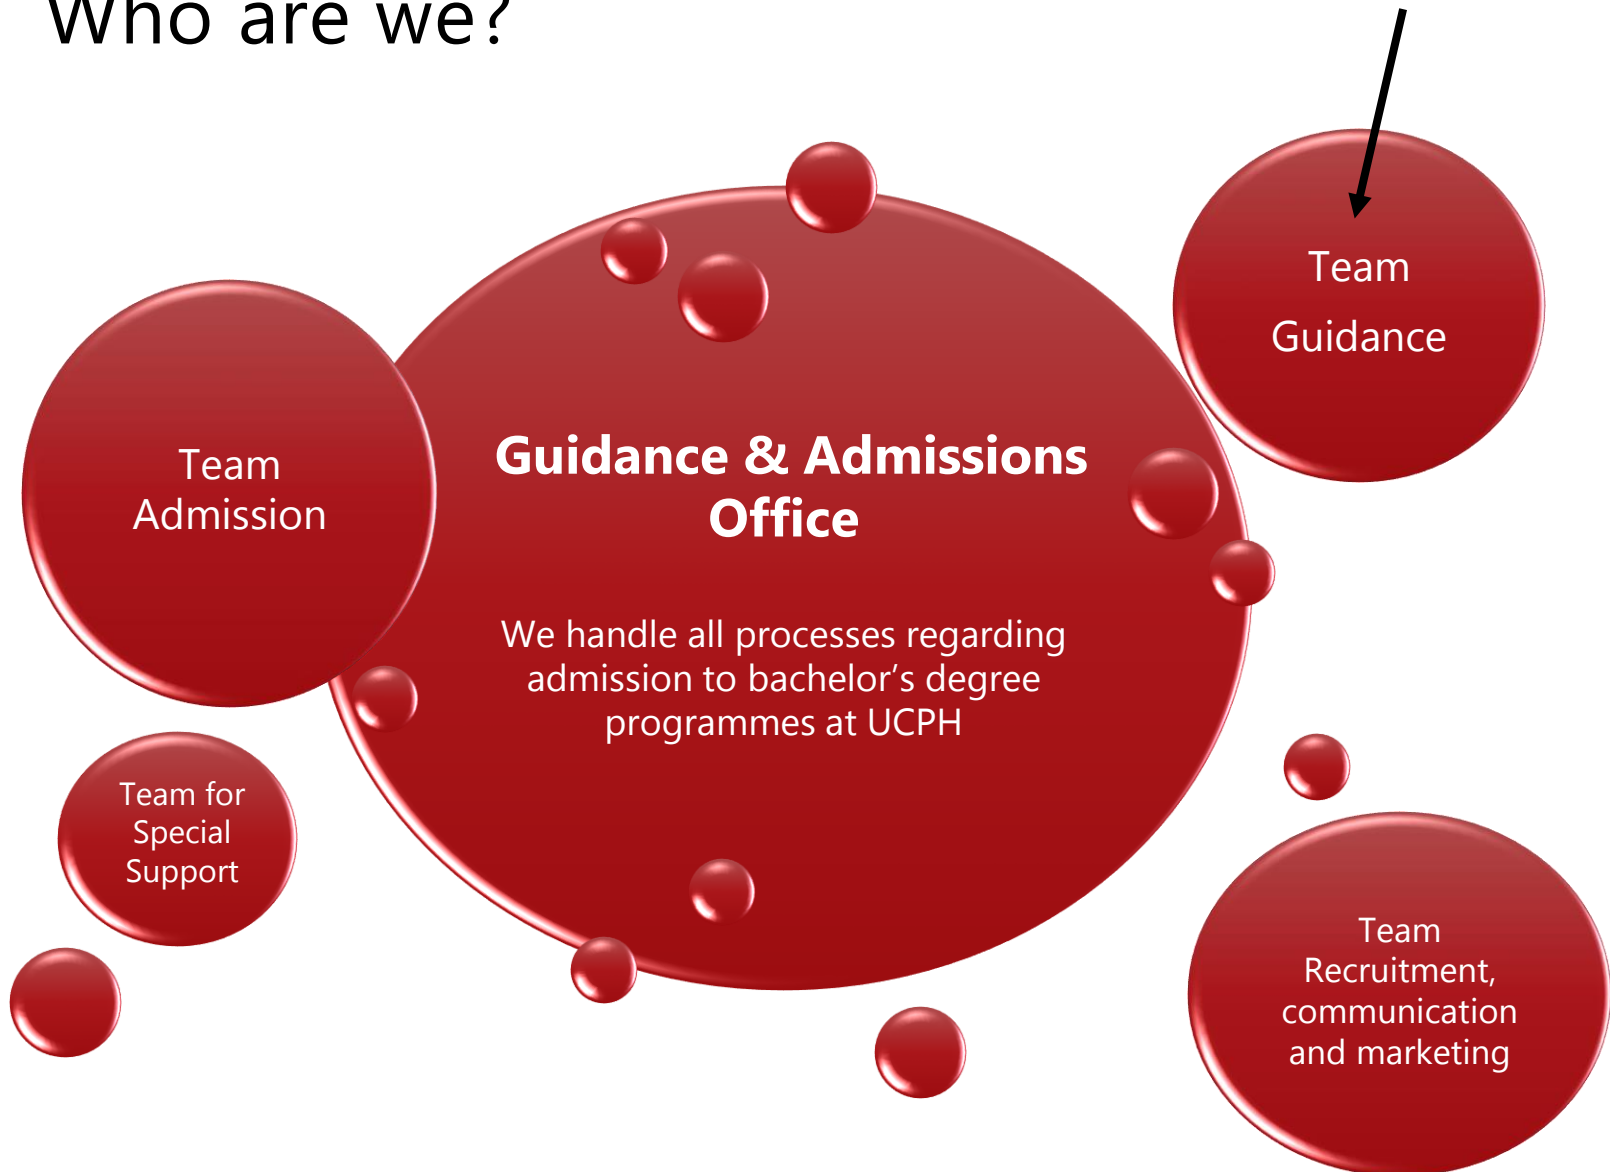 Who are we?
Team
Guidance
Team
Admission
Guidance & Admissions
Office
We handle all processes regarding
admission to bachelor’s degree
programmes at UCPH
Team for
Special
Support
Team
Recruitment,
communication
and marketing